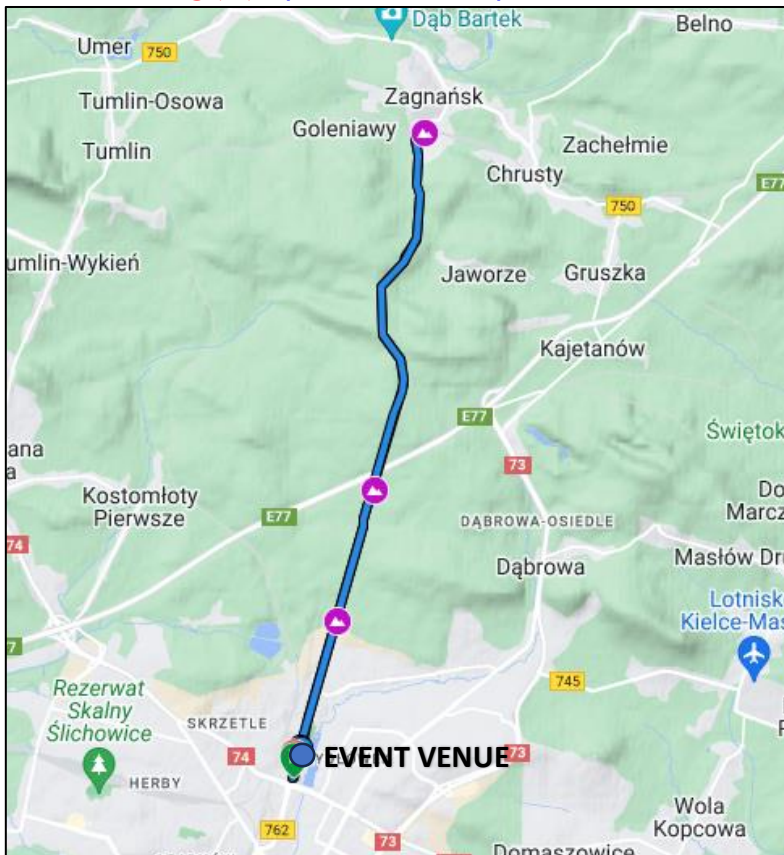 Dąb Bartek
Belno
Umer
750
Zagnańsk
Tumlin-Osowa
Goleniawy
Zachełmie
Tumlin
Chrusty
E77
750
umlin-Wykień
Jaworze
Gruszka
Kajetanów
E77
Świętok
ana
a
73
Kostomłoty
Pierwsze
E77
DĄBROWA-OSIEDLE
Do
Marcz
74
Dąbrowa
Masłów Dr
Lotnisk
Kielce-Mas
7
Rezerwat
Skalny
Ślichowice
745
SKRZETLE
74
EVENT VENUE
73
HERBY
762
73
Wola
Kopcowa
Domaszowice